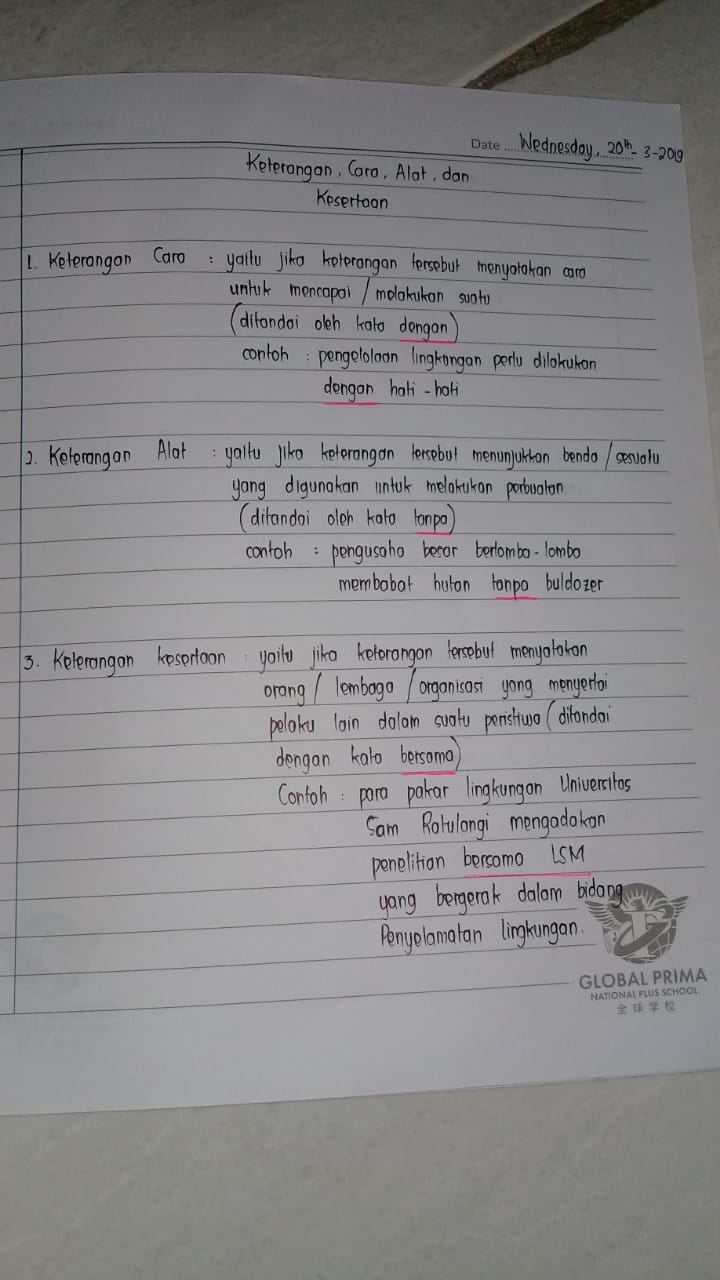 Date Wednesday, 20th - 3 - 2019
Keterangan, Cara, Alat, dan
Kesertaan
1. Keterangan Cara : yaitu jika keterangan tersebut menyatakan cara
untuk mencapai / melakukan suatu
(ditandai oleh kata dengan)
contoh : pengelolaan lingkungan perlu dilakukan
dengan hati - hati
2. Keterangan Alat : yaitu jika keterangan tersebut menunjukkan benda / sesuatu
yang digunakan untuk melakukan perbuatan
(ditandai oleh kata tanpa)
contoh : pengusaha besar berlomba - lomba
membabat hutan tanpa buldozer
3. Keterangan kesertaan : yaitu jika keterangan tersebut menyatakan
orang / lembaga / organisasi yang menyertai
pelaku lain dalam suatu peristiwa (ditandai
dengan kata bersama)
Contoh : para pakar lingkungan Universitas
Sam Ratulangi mengadakan
penelitian bersama LSM
yang bergerak dalam bidang
Penyelamatan lingkungan.
GLOBAL PRIMA
NATIONAL PLUS SCHOOL
全球学校